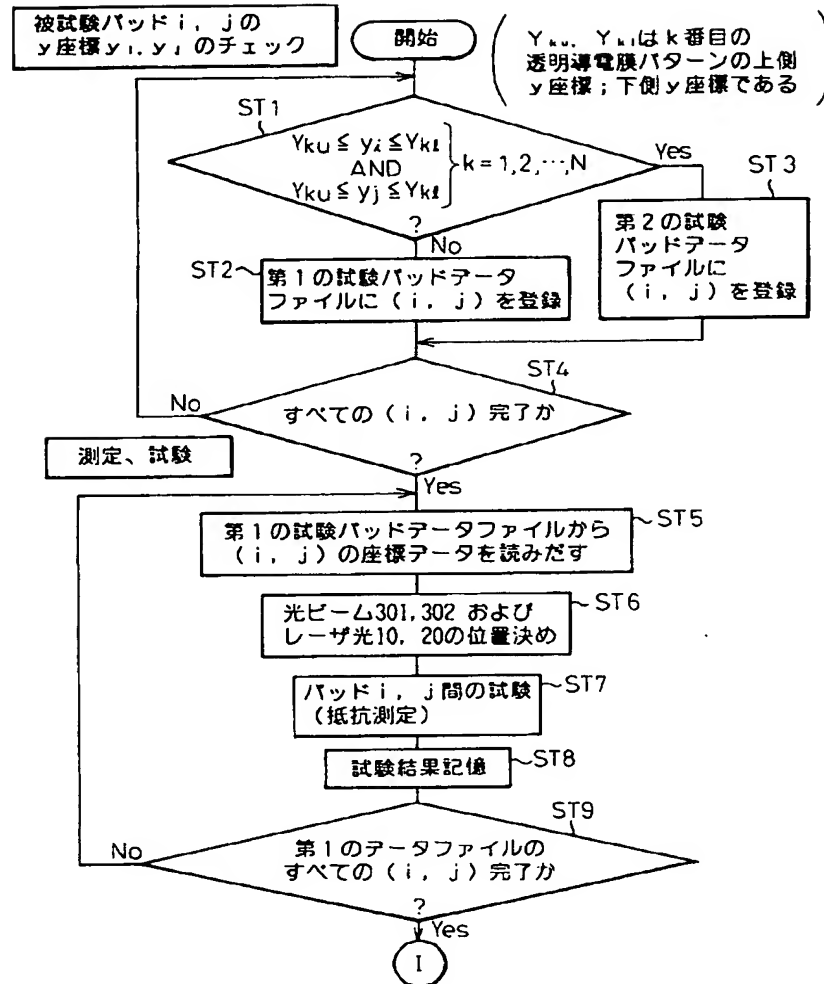 被試験パッドi,jの
y座標yi,yjのチェック
開始
Yku,Yklはk番目の
透明導電膜パターンの上側
y座標;下側y座標である
ST1
Yku≦yi≦Ykl
AND
Yku≦yj≦Ykl
k=1,2,…,N
?
Yes
No
ST3
第2の試験
パッドデータ
ファイルに
(i,j)を登録
ST2
第1の試験パッドデータ
ファイルに(i,j)を登録
ST4
すべての(i,j)完了か
?
No
Yes
測定、試験
第1の試験パッドデータファイルから
(i,j)の座標データを読みだす
ST5
光ビーム301,302および
レーザ光10,20の位置決め
ST6
パッドi,j間の試験
(抵抗測定)
ST7
試験結果記憶
ST8
ST9
第1のデータファイルの
すべての(i,j)完了か
?
No
Yes
I